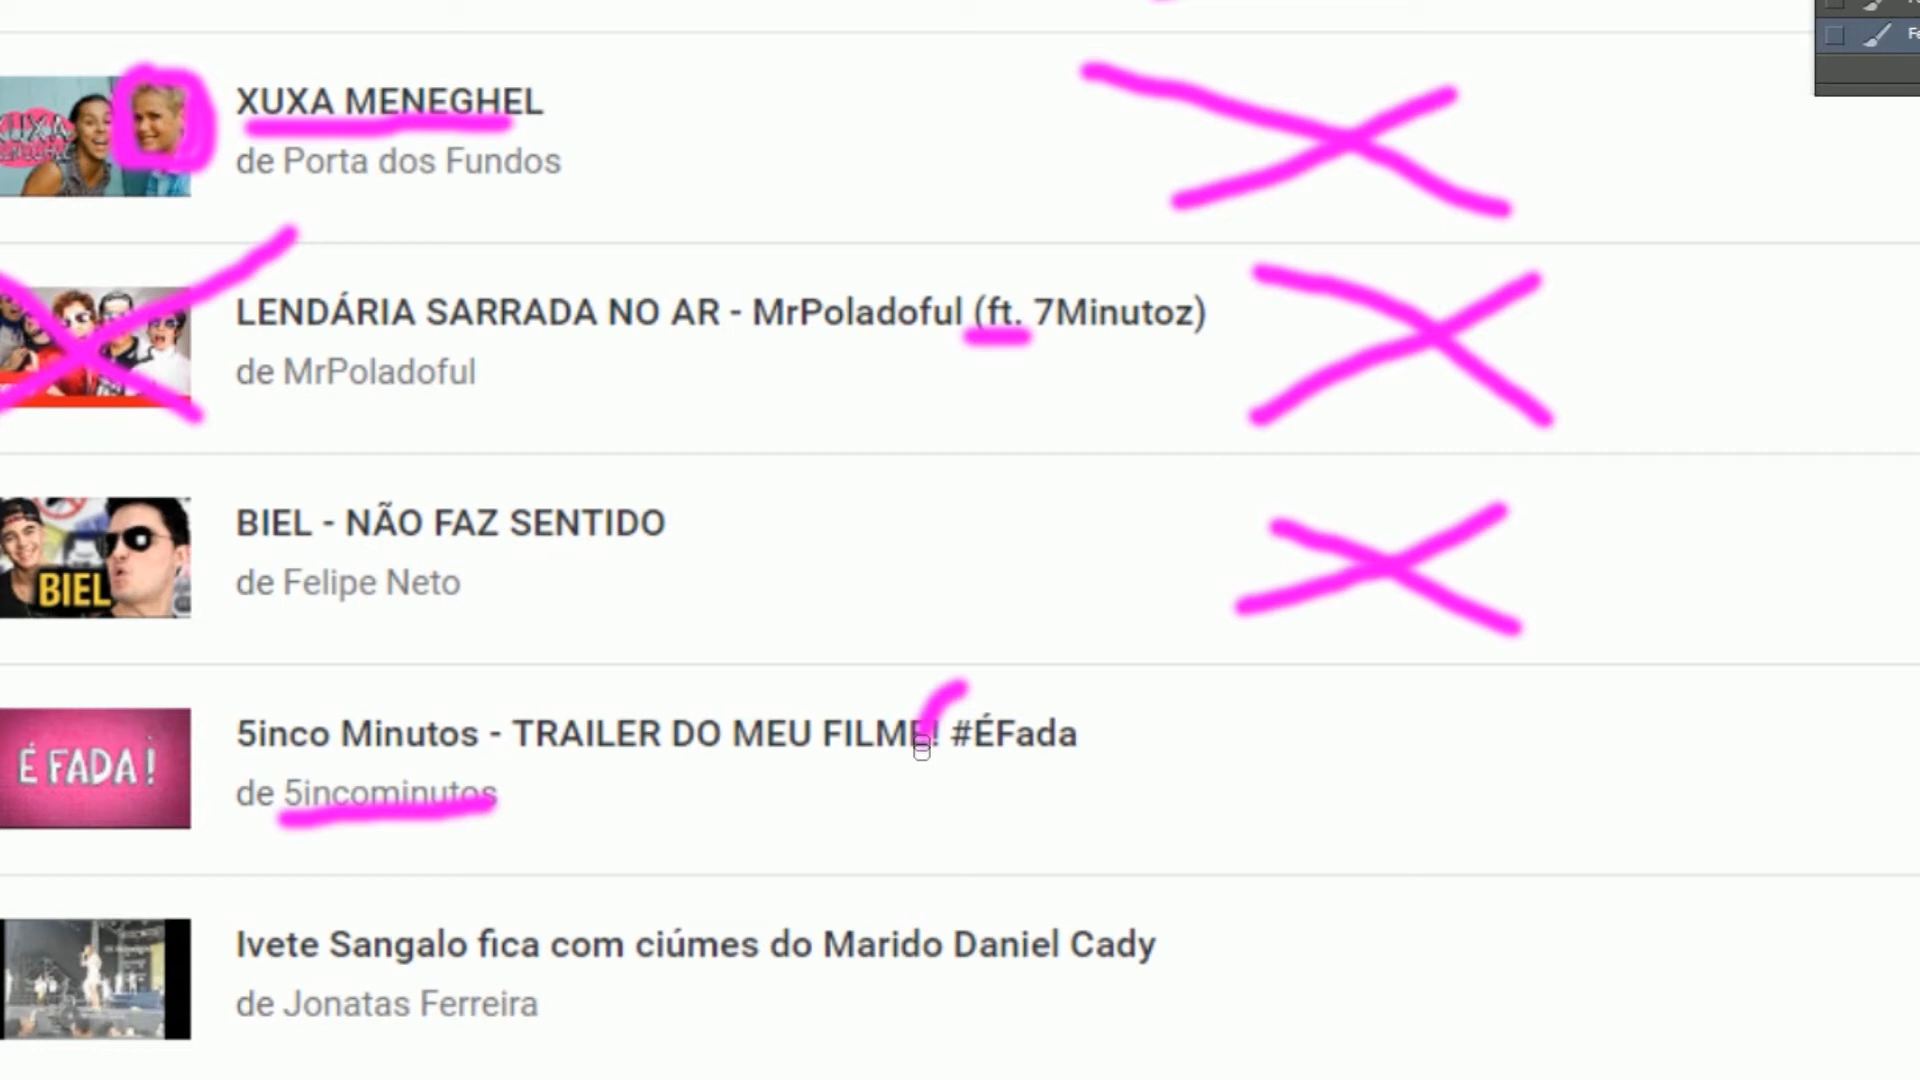 XUXA MENEGHEL
de Porta dos Fundos
LENDÁRIA SARRADA NO AR - MrPoladoful (ft. 7Minutoz)
de MrPoladoful
BIEL
BIEL - NÃO FAZ SENTIDO
de Felipe Neto
É FADA!
5inco Minutos - TRAILER DO MEU FILME! #ÉFada
de 5incominutos
Ivete Sangalo fica com ciúmes do Marido Daniel Cady
de Jonatas Ferreira